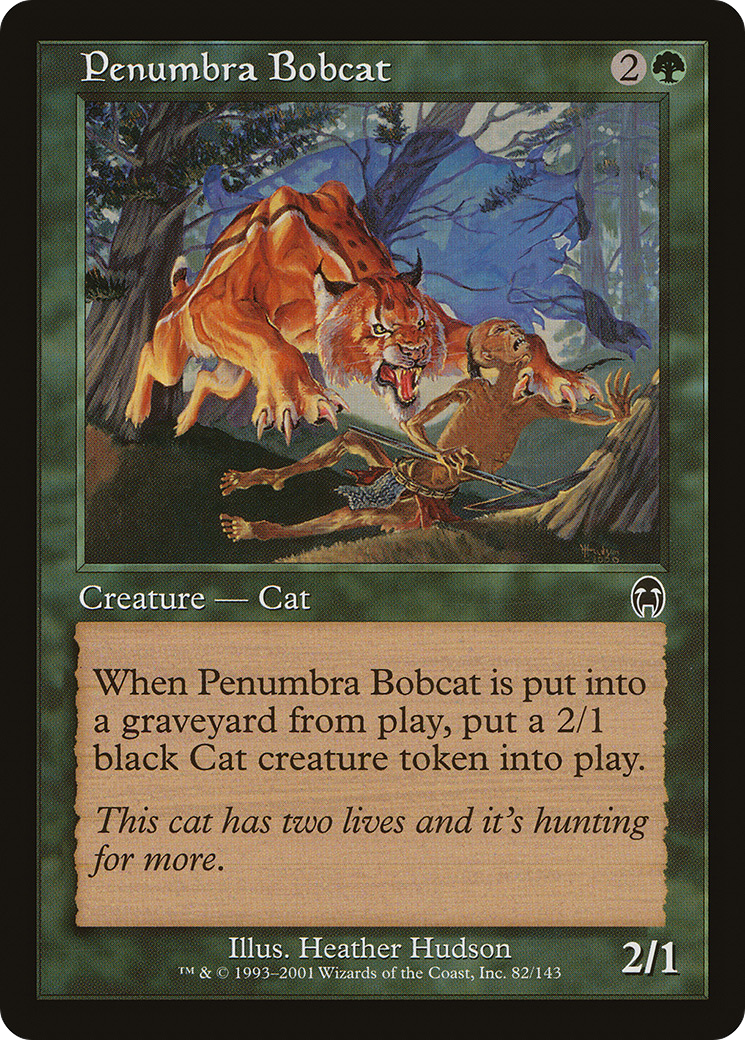 Penumbra Bobcat 2
Creature — Cat
When Penumbra Bobcat is put into
a graveyard from play, put a 2/1
black Cat creature token into play.
This cat has two lives and it's hunting
for more.
Illus. Heather Hudson
™ & © 1993–2001 Wizards of the Coast, Inc. 82/143
2/1